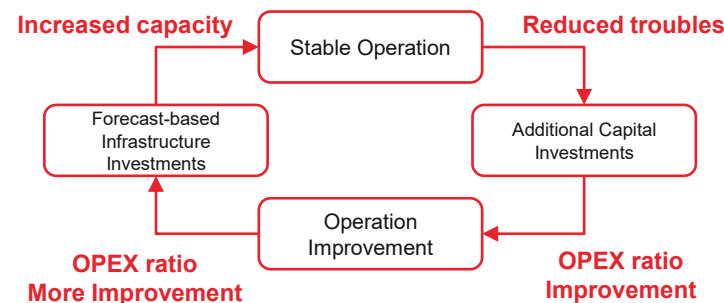 Increased capacity
Stable Operation
Reduced troubles
Forecast-based
Infrastructure
Investments
Additional Capital
Investments
Operation
Improvement
OPEX ratio
More Improvement
OPEX ratio
Improvement